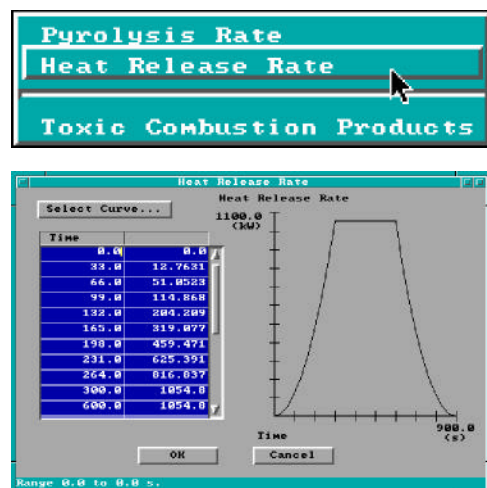 Pyrolysis Rate
Heat Release Rate
Toxic Combustion Products
Heat Release Rate
Select Curve...
Heat Release Rate
1100.0
(kW)
Time
0.0 0.0
33.0 12.7631
66.0 51.0523
99.0 114.868
132.0 204.209
165.0 319.077
198.0 459.471
231.0 625.391
264.0 816.837
300.0 1054.8
600.0 1054.8
900.0
Time (s)
OK Cancel
Range 0.0 to 0.0 s.